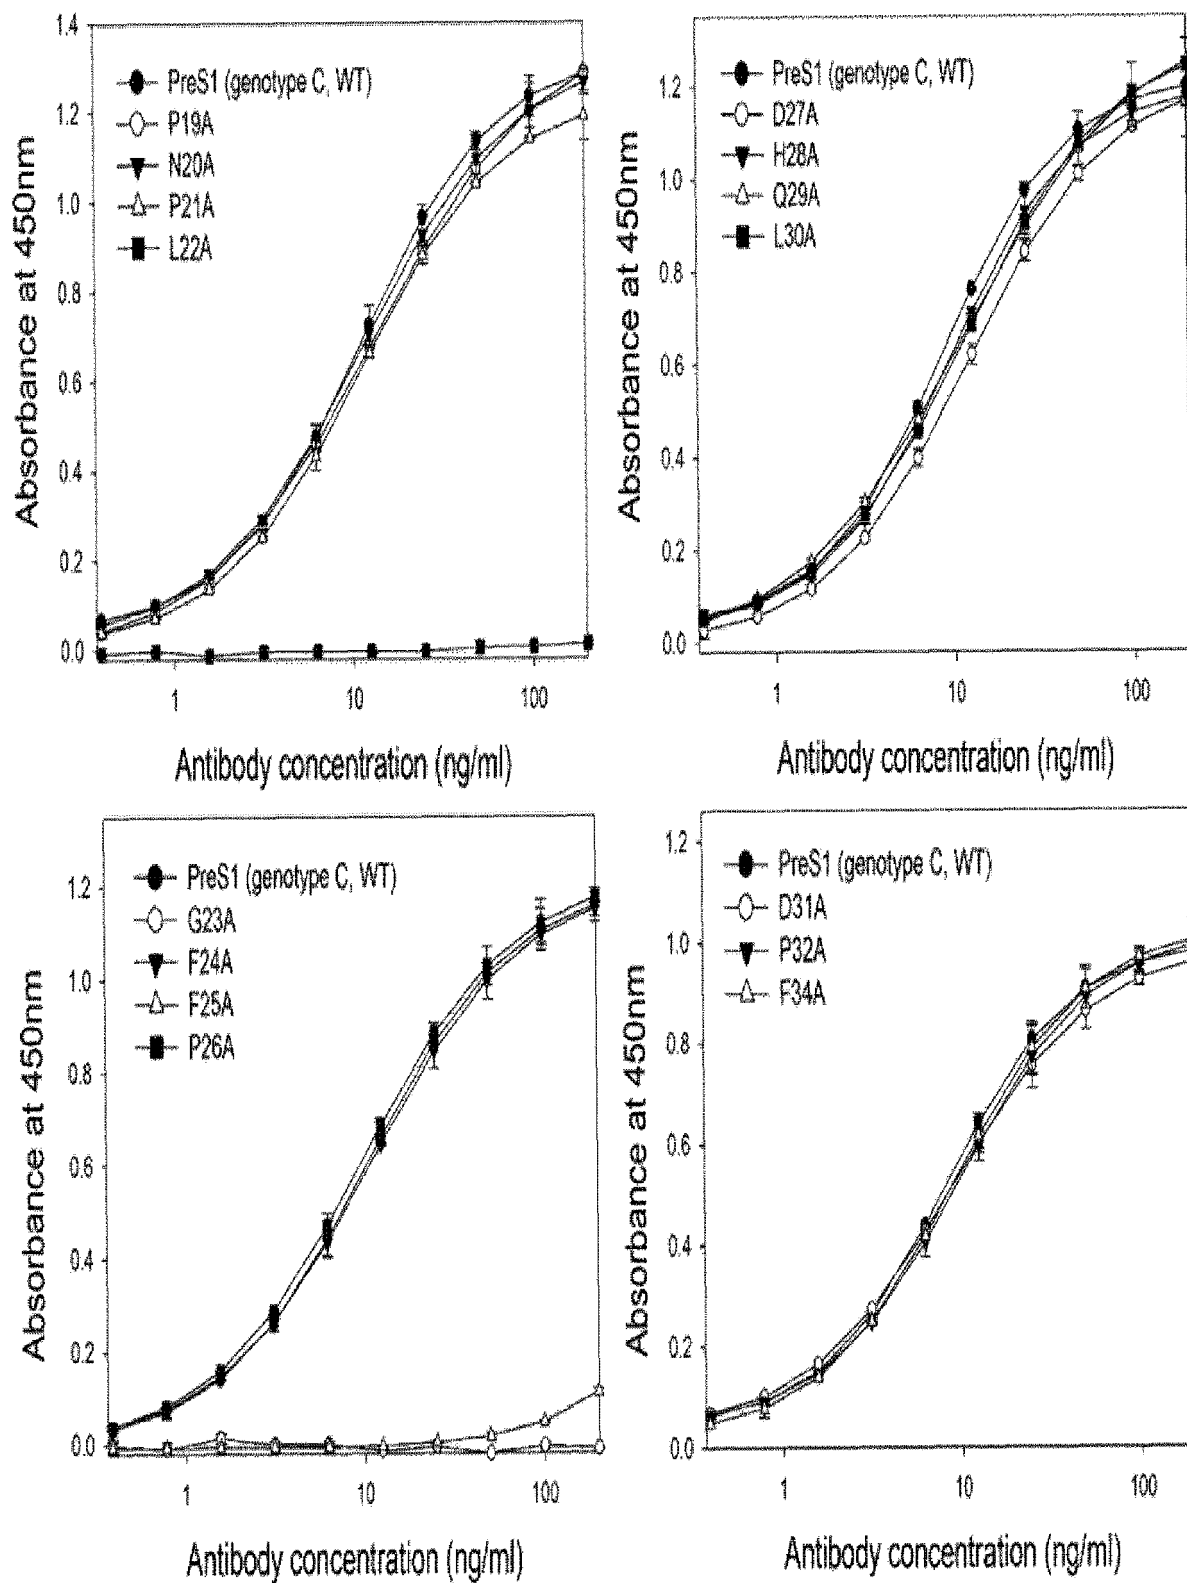 1.4
1.2
1.0
0.8
0.6
0.4
0.2
0.0
Absorbance at 450nm
PreS1 (genotype C, WT)
P19A
N20A
P21A
L22A
1
10
100
Antibody concentration (ng/ml)
1.2
1.0
0.8
0.6
0.4
0.2
0.0
Absorbance at 450nm
PreS1 (genotype C, WT)
D27A
H28A
Q29A
L30A
1
10
100
Antibody concentration (ng/ml)
1.2
1.0
0.8
0.6
0.4
0.2
0.0
Absorbance at 450nm
PreS1 (genotype C, WT)
G23A
F24A
F25A
P26A
1
10
100
Antibody concentration (ng/ml)
1.2
1.0
0.8
0.6
0.4
0.2
0.0
Absorbance at 450nm
PreS1 (genotype C, WT)
D31A
P32A
F34A
1
10
100
Antibody concentration (ng/ml)